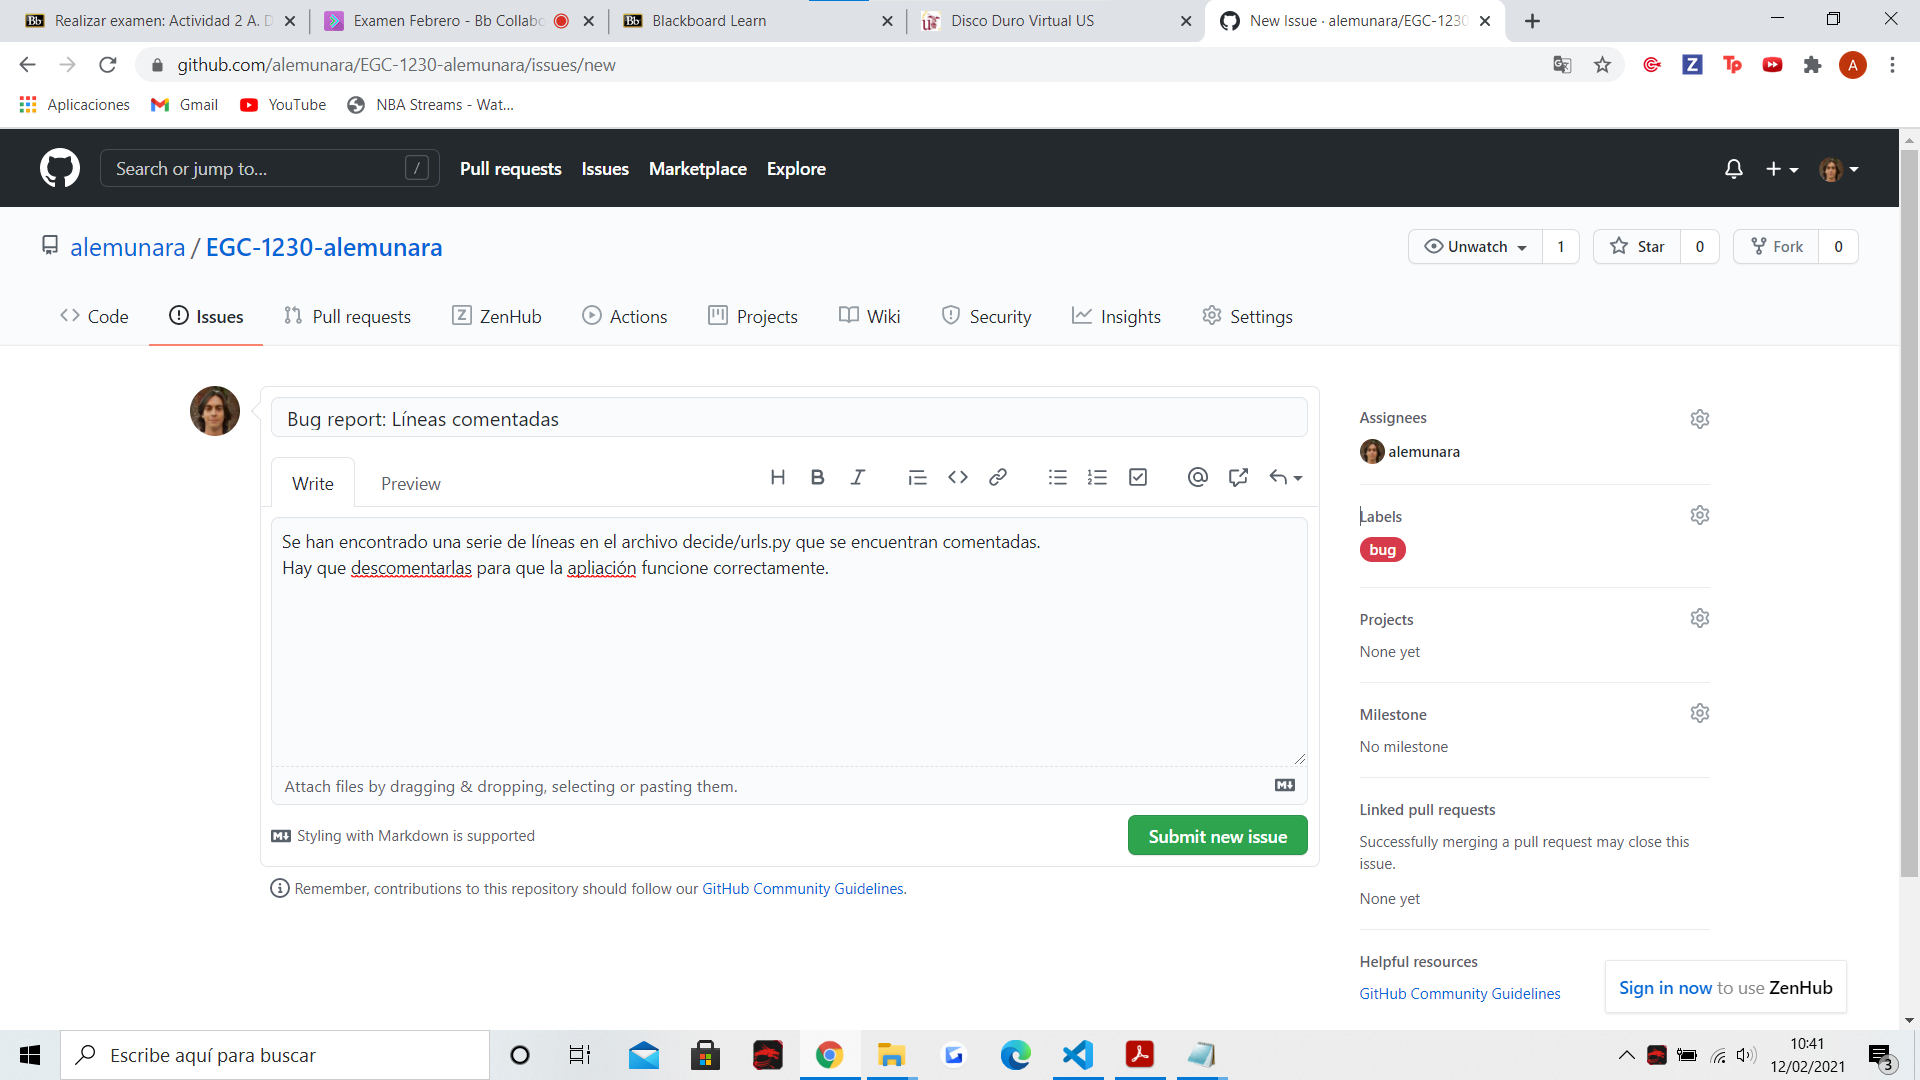 Realizar examen: Actividad 2 A. D
Examen Febrero - Bb Collabo
Blackboard Learn
Disco Duro Virtual US
New Issue · alemunara/EGC-1230
github.com/alemunara/EGC-1230-alemunara/issues/new
Aplicaciones
Gmail
YouTube
NBA Streams - Wat...
Search or jump to...
/
Pull requests
Issues
Marketplace
Explore
alemunara / EGC-1230-alemunara
Unwatch
1
Star
0
Fork
0
Code
Issues
Pull requests
ZenHub
Actions
Projects
Wiki
Security
Insights
Settings
Bug report: Líneas comentadas
Write
Preview
Se han encontrado una serie de líneas en el archivo decide/urls.py que se encuentran comentadas.
Hay que descomentarlas para que la apliación funcione correctamente.
Attach files by dragging & dropping, selecting or pasting them.
Styling with Markdown is supported
Submit new issue
Remember, contributions to this repository should follow our GitHub Community Guidelines.
Assignees
alemunara
Labels
bug
Projects
None yet
Milestone
No milestone
Linked pull requests
Successfully merging a pull request may close this
issue.
None yet
Helpful resources
GitHub Community Guidelines
Sign in now to use ZenHub
Escribe aquí para buscar
10:41
12/02/2021
3